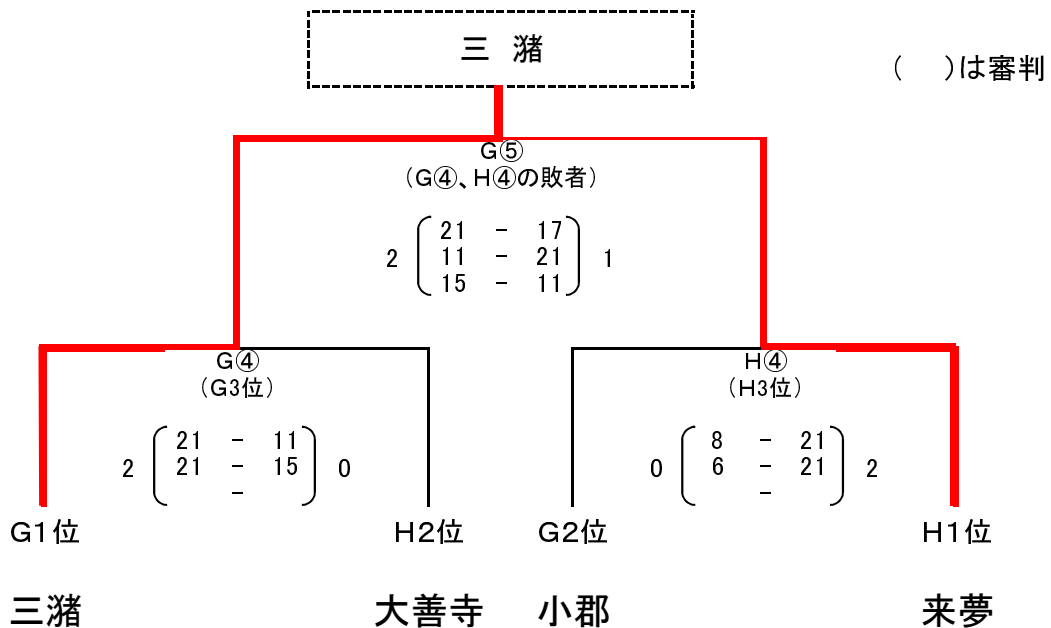 三 潴
(　)は審判
G⑤
(G④、H④の敗者)
2 21 - 17 1
11 - 21
15 - 11
G④
(G3位)
2 21 - 11 0
21 - 15
-
H④
(H3位)
0 8 - 21 2
6 - 21
-
G1位 H2位 G2位 H1位
三潴 大善寺 小郡 来夢